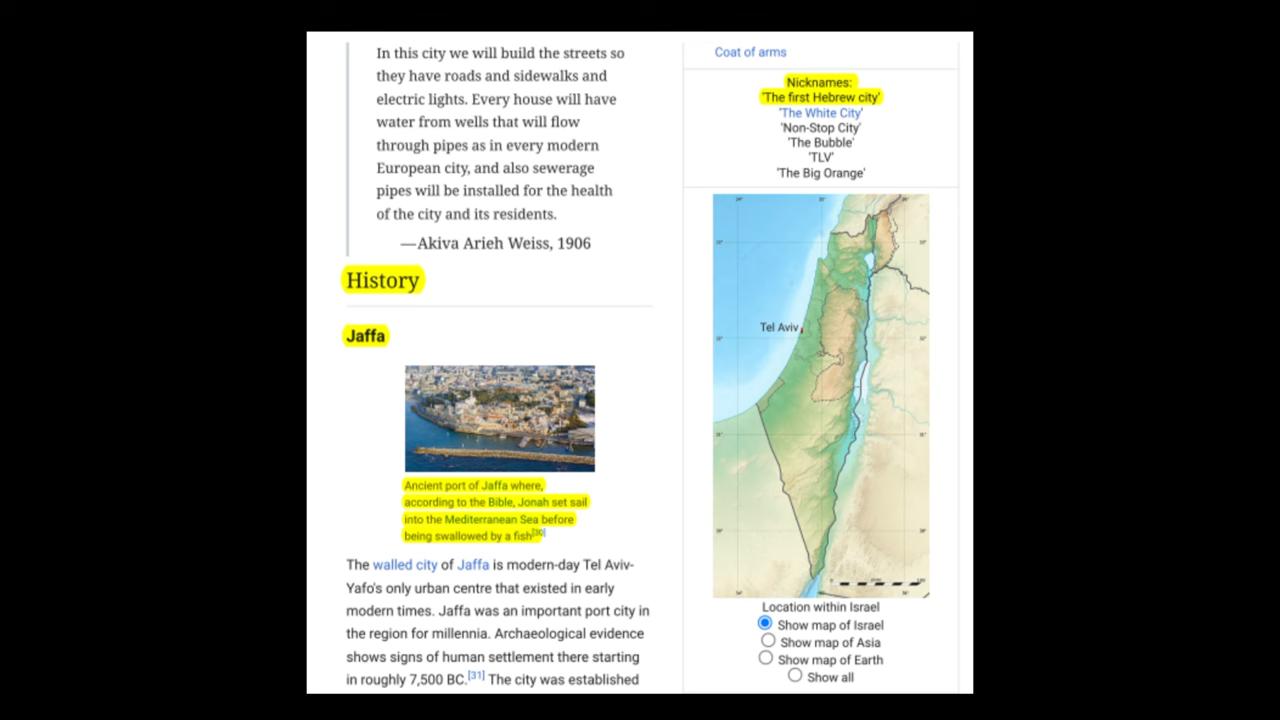 In this city we will build the streets so
they have roads and sidewalks and
electric lights. Every house will have
water from wells that will flow
through pipes as in every modern
European city, and also sewerage
pipes will be installed for the health
of the city and its residents.
—Akiva Arieh Weiss, 1906
History
Jaffa
Ancient port of Jaffa where,
according to the Bible, Jonah set sail
into the Mediterranean Sea before
being swallowed by a fish[30]
The walled city of Jaffa is modern-day Tel Aviv-
Yafo's only urban centre that existed in early
modern times. Jaffa was an important port city in
the region for millennia. Archaeological evidence
shows signs of human settlement there starting
in roughly 7,500 BC.[31] The city was established
Coat of arms
Nicknames:
'The first Hebrew city'
'The White City'
'Non-Stop City'
'The Bubble'
'TLV'
'The Big Orange'
Tel Aviv
Location within Israel
Show map of Israel
Show map of Asia
Show map of Earth
Show all